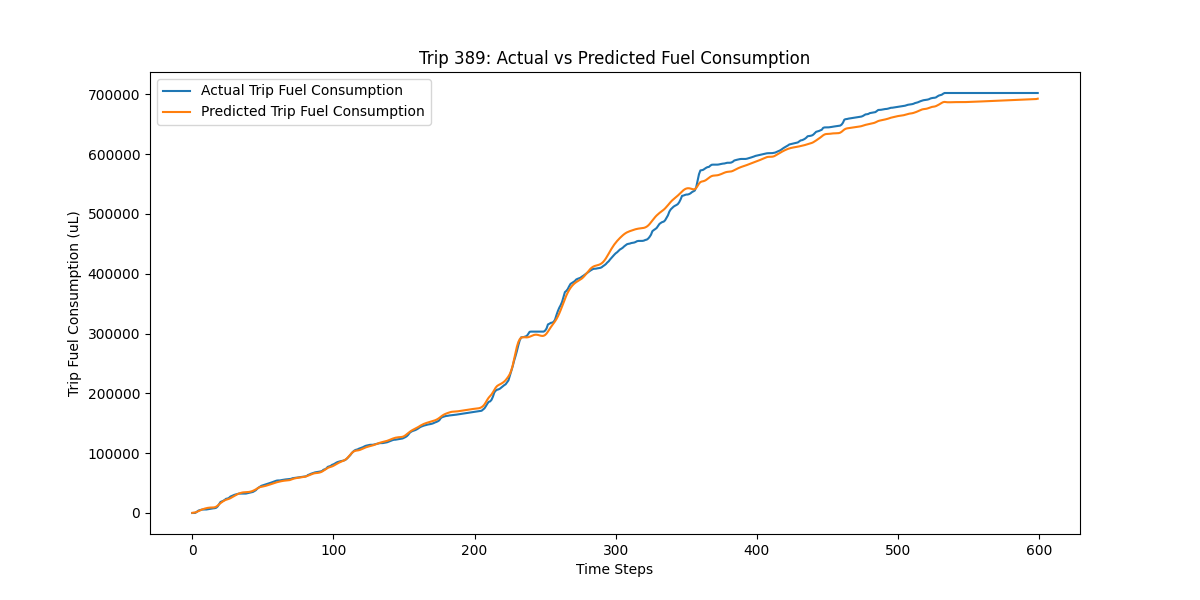 Trip 389: Actual vs Predicted Fuel Consumption
Actual Trip Fuel Consumption
Predicted Trip Fuel Consumption
Trip Fuel Consumption (uL)
700000
600000
500000
400000
300000
200000
100000
0
0 100 200 300 400 500 600
Time Steps